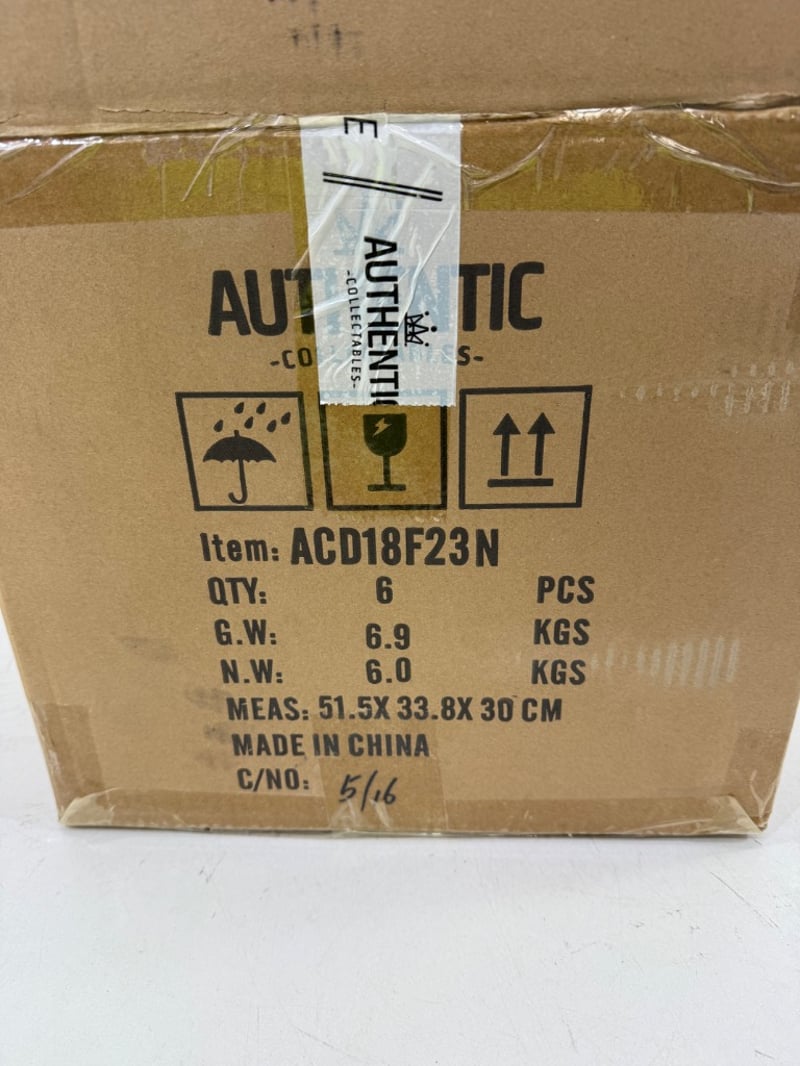 E
AUTHENTIC
-COLLECTABLES-
AUTHENTIC
Item: ACD18F23N
QTY: 6 PCS
G.W: 6.9 KGS
N.W: 6.0 KGS
MEAS: 51.5X 33.8X 30 CM
MADE IN CHINA
C/NO: 5/16